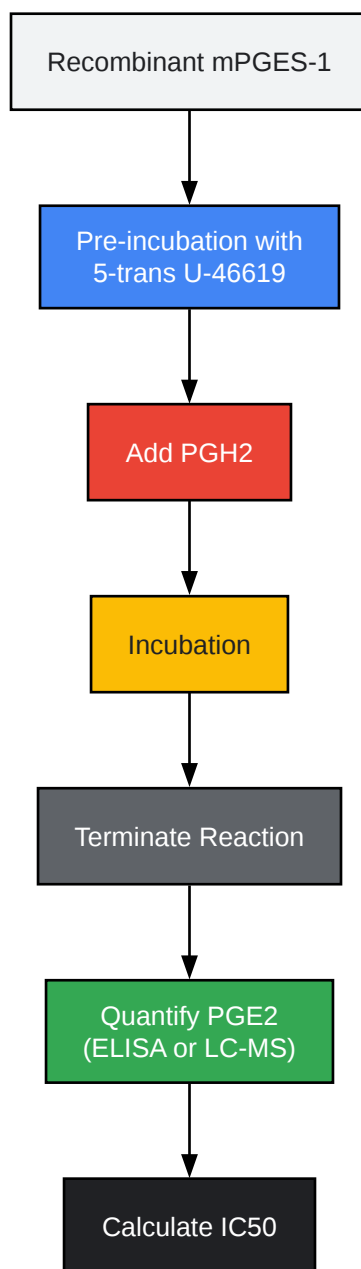 Recombinant mPGES-1
Pre-incubation with
5-trans U-46619
Add PGH2
Incubation
Terminate Reaction
Quantify PGE2
(ELISA or LC-MS)
Calculate IC50